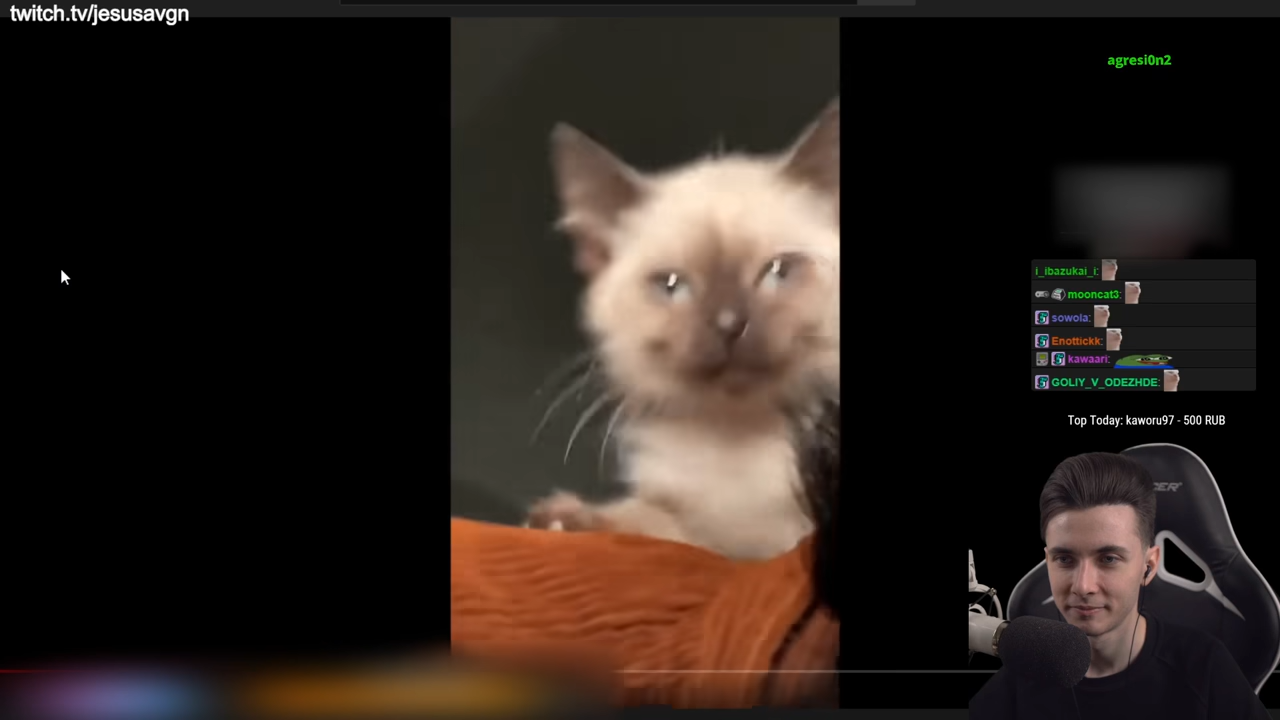 twitch.tv/jesusavgn
agresi0n2
i_ibazukai_i:
mooncat3:
sowola:
Enottickk:
kawaari:
GOLIY_V_ODEZHDE:
Top Today: kaworu97 - 500 RUB